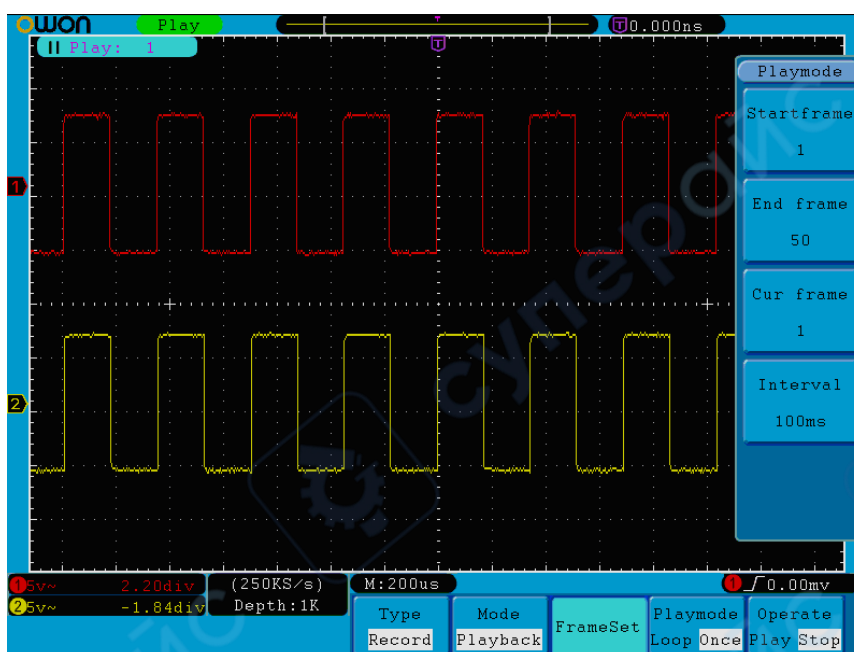 owon Play T 0.000ns
Play: 1
T
Playmode
Startframe
1
1
End frame
50
Cur frame
1
2
Interval
100ms
суперайс
1 5v~ 2.20div (250KS/s) M:200us 1 0.00mv
2 5v~ -1.84div Depth:1K
Type Mode FrameSet Playmode Operate
Record Playback Loop Once Play Stop